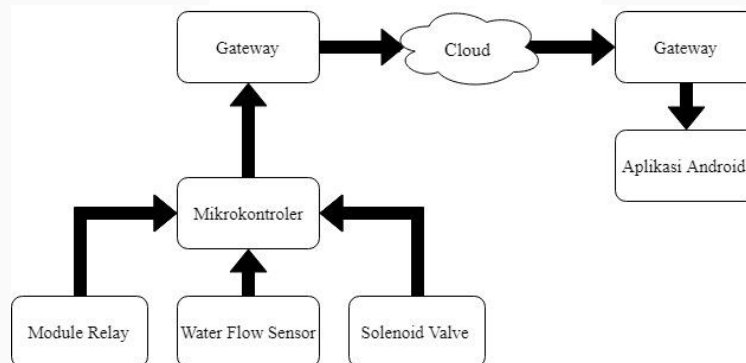 Gateway
Cloud
Gateway
Aplikasi Android
Mikrokontroler
Module Relay
Water Flow Sensor
Solenoid Valve